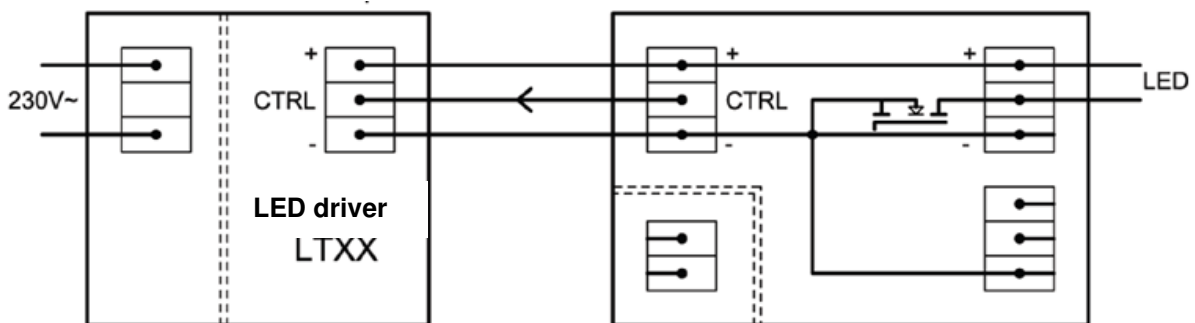 + + +
230V~ CTRL CTRL LED
- - -
LED driver
LTXX